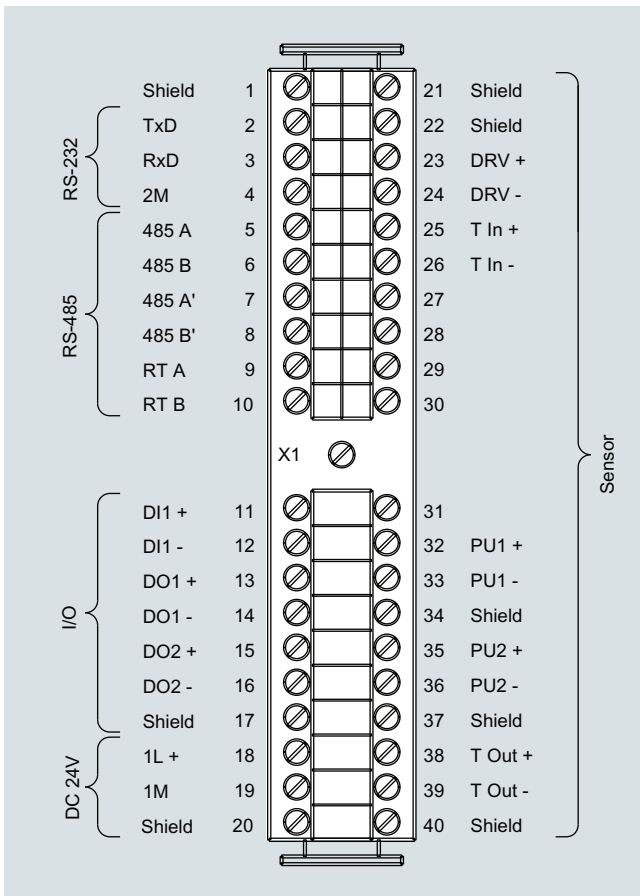 Shield 1 21 Shield
TxD 2 22 Shield
RxD 3 23 DRV +
2M 4 24 DRV -
RS-232
485 A 5 25 T In +
485 B 6 26 T In -
485 A' 7 27
485 B' 8 28
RT A 9 29
RT B 10 30
RS-485
X1
Sensor
DI1 + 11 31
DI1 - 12 32 PU1 +
DO1 + 13 33 PU1 -
DO1 - 14 34 Shield
DO2 + 15 35 PU2 +
DO2 - 16 36 PU2 -
Shield 17 37 Shield
I/O
1L + 18 38 T Out +
1M 19 39 T Out -
Shield 20 40 Shield
DC 24V